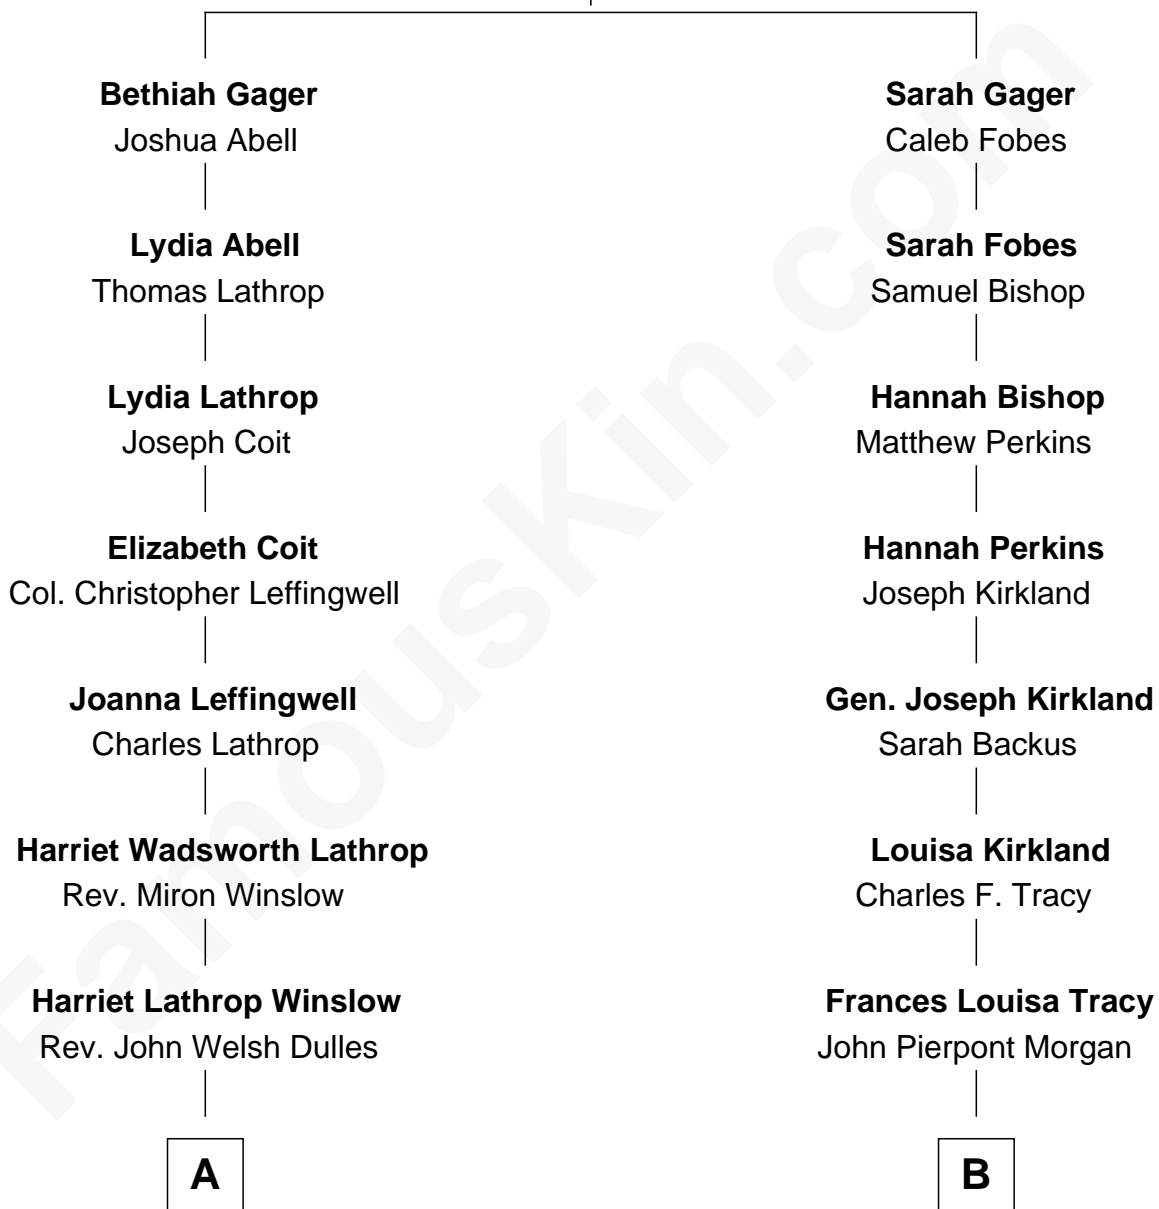 Bethiah Gager
Joshua Abell
Sarah Gager
Caleb Fobes
Lydia Abell
Thomas Lathrop
Sarah Fobes
Samuel Bishop
Lydia Lathrop
Joseph Coit
Hannah Bishop
Matthew Perkins
Elizabeth Coit
Col. Christopher Leffingwell
Hannah Perkins
Joseph Kirkland
Joanna Leffingwell
Charles Lathrop
Gen. Joseph Kirkland
Sarah Backus
Harriet Wadsworth Lathrop
Rev. Miron Winslow
Louisa Kirkland
Charles F. Tracy
Harriet Lathrop Winslow
Rev. John Welsh Dulles
Frances Louisa Tracy
John Pierpont Morgan
A
B
FamousKin.com